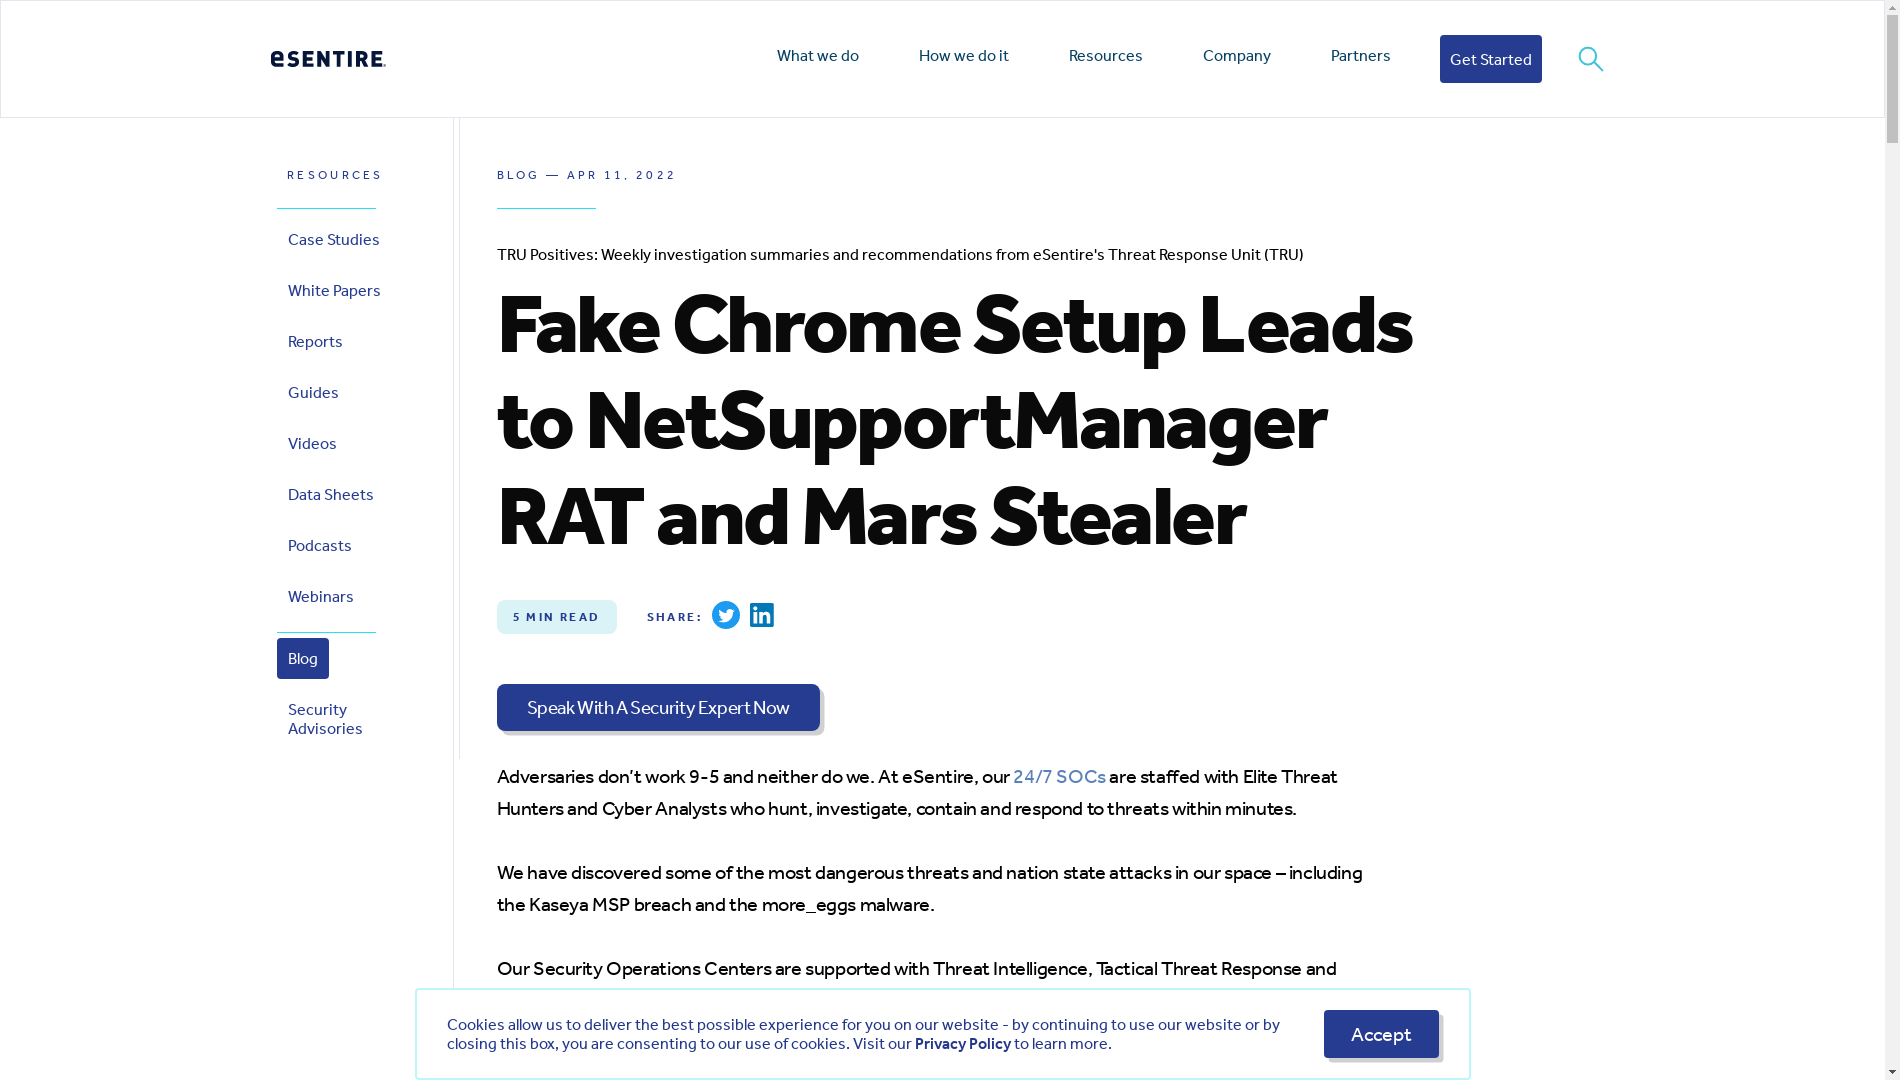 eSENTIRE
What we do
How we do it
Resources
Company
Partners
Get Started
RESOURCES
Case Studies
White Papers
Reports
Guides
Videos
Data Sheets
Podcasts
Webinars
Blog
Security
Advisories
BLOG — APR 11, 2022
TRU Positives: Weekly investigation summaries and recommendations from eSentire's Threat Response Unit (TRU)
Fake Chrome Setup Leads
to NetSupportManager
RAT and Mars Stealer
5 MIN READ
SHARE:
Speak With A Security Expert Now
Adversaries don’t work 9-5 and neither do we. At eSentire, our 24/7 SOCs are staffed with Elite Threat
Hunters and Cyber Analysts who hunt, investigate, contain and respond to threats within minutes.
We have discovered some of the most dangerous threats and nation state attacks in our space – including
the Kaseya MSP breach and the more_eggs malware.
Our Security Operations Centers are supported with Threat Intelligence, Tactical Threat Response and
Cookies allow us to deliver the best possible experience for you on our website - by continuing to use our website or by
closing this box, you are consenting to our use of cookies. Visit our Privacy Policy to learn more.
Accept